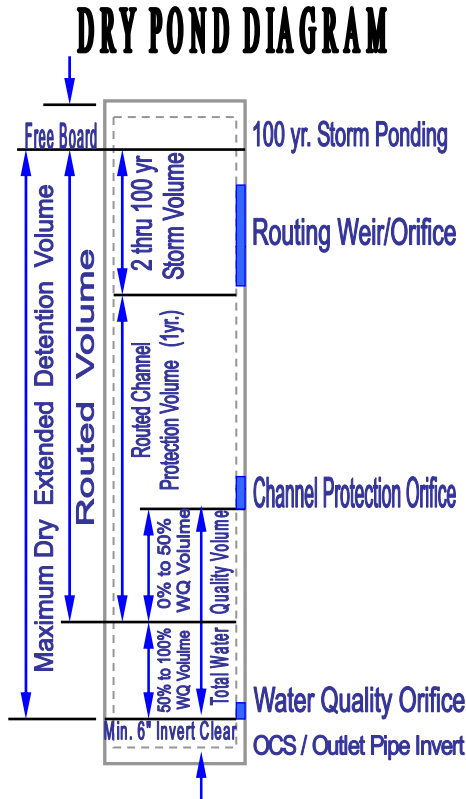 DRY POND DIAGRAM
Free Board
100 yr. Storm Ponding
Maximum Dry Extended Detention Volume
Routed Volume
2 thru 100 yr
Storm Volume
Routing Weir/Orifice
Routed Channel
Protection Volume (1yr.)
Channel Protection Orifice
0% to 50%
WQ Volulme
Total Water Quality Volume
50% to 100%
WQ Volulme
Water Quality Orifice
Min. 6" Invert Clear
OCS / Outlet Pipe Invert